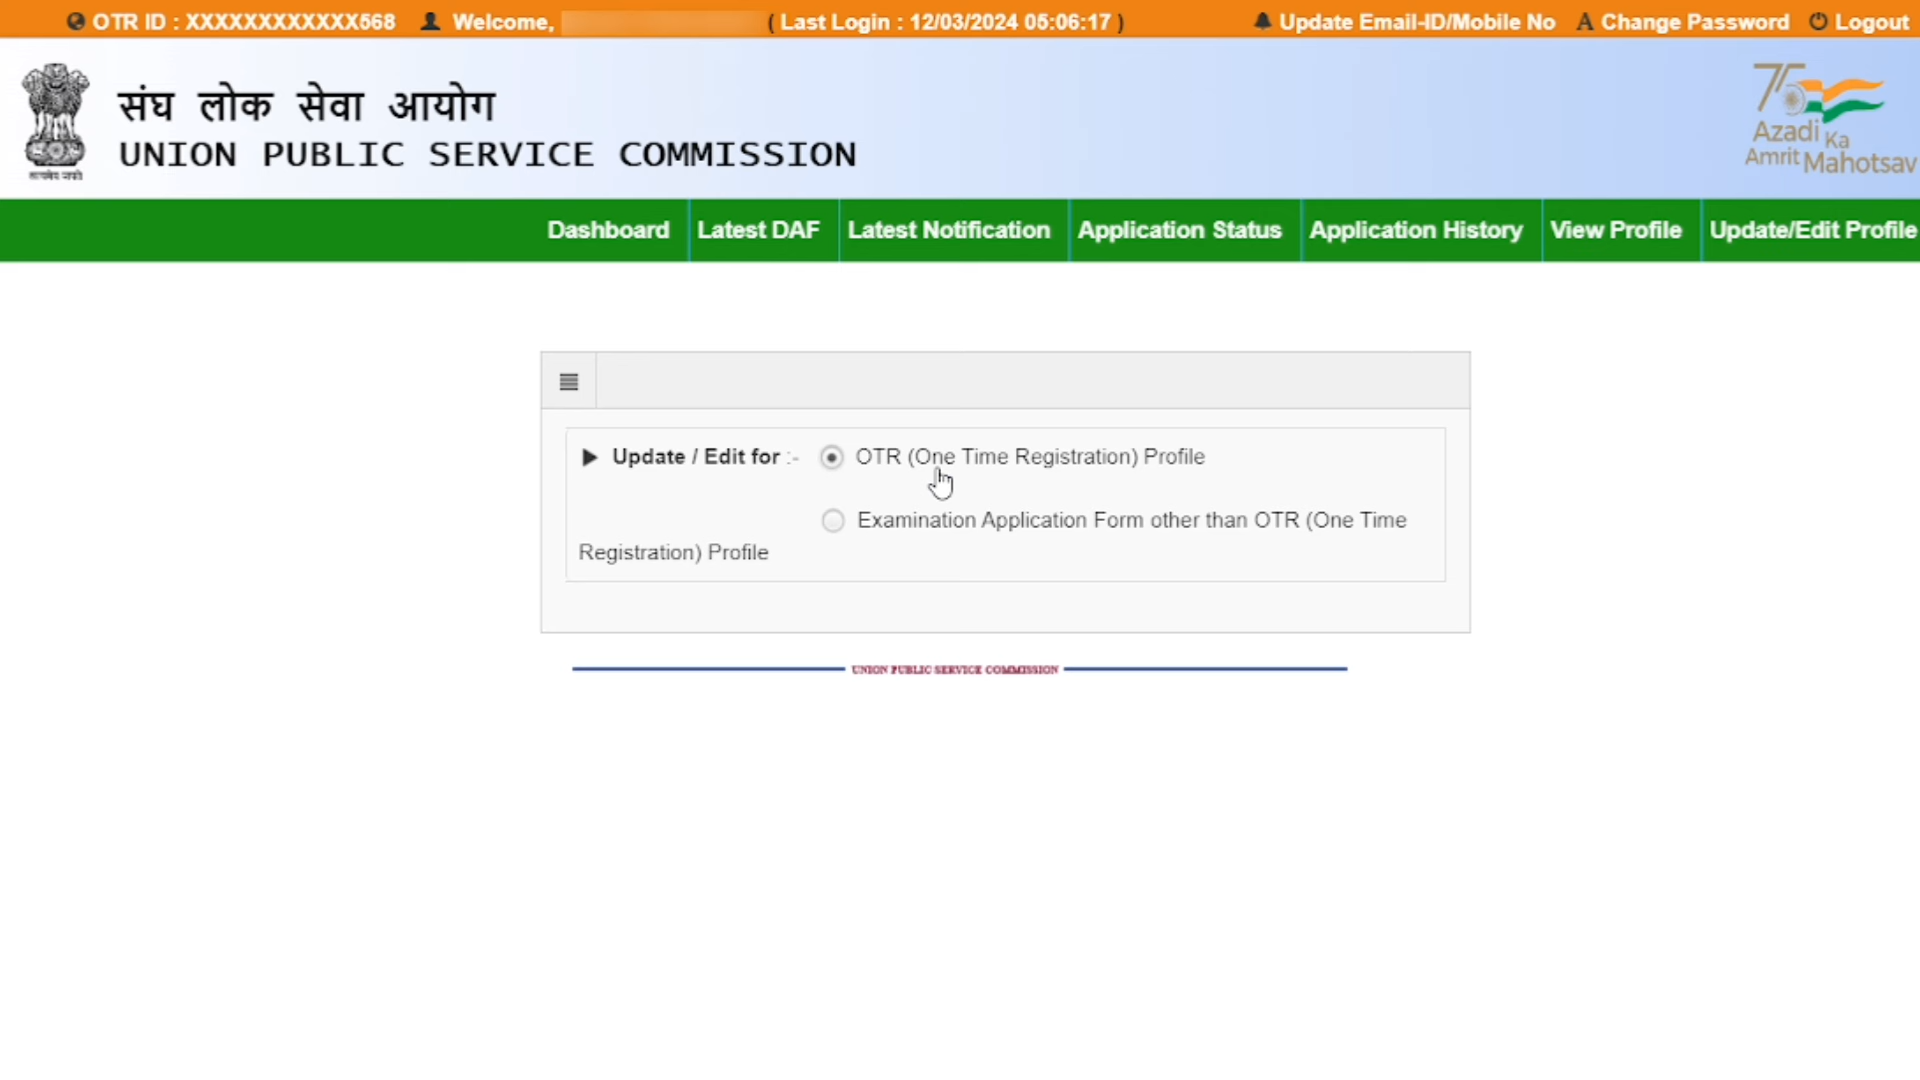 OTR ID : XXXXXXXXXXXX568 Welcome, ( Last Login : 12/03/2024 05:06:17 ) Update Email-ID/Mobile No Change Password Logout
संघ लोक सेवा आयोग
UNION PUBLIC SERVICE COMMISSION
75
Azadi Ka
Amrit Mahotsav
Dashboard Latest DAF Latest Notification Application Status Application History View Profile Update/Edit Profile
Update / Edit for :- OTR (One Time Registration) Profile
Examination Application Form other than OTR (One Time
Registration) Profile
UNION PUBLIC SERVICE COMMISSION